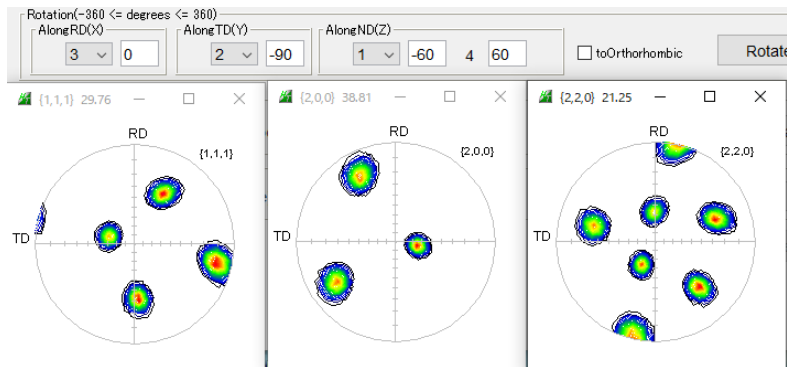 Rotation(-360 <= degrees <= 360)
AlongRD(X) AlongTD(Y) AlongND(Z)
3 0 2 -90 1 -60 4 60 toOrthorhombic Rotate
{1,1,1} 29.76 {2,0,0} 38.81 {2,2,0} 21.25
RD RD RD
{1,1,1} {2,0,0} {2,2,0}
TD TD TD